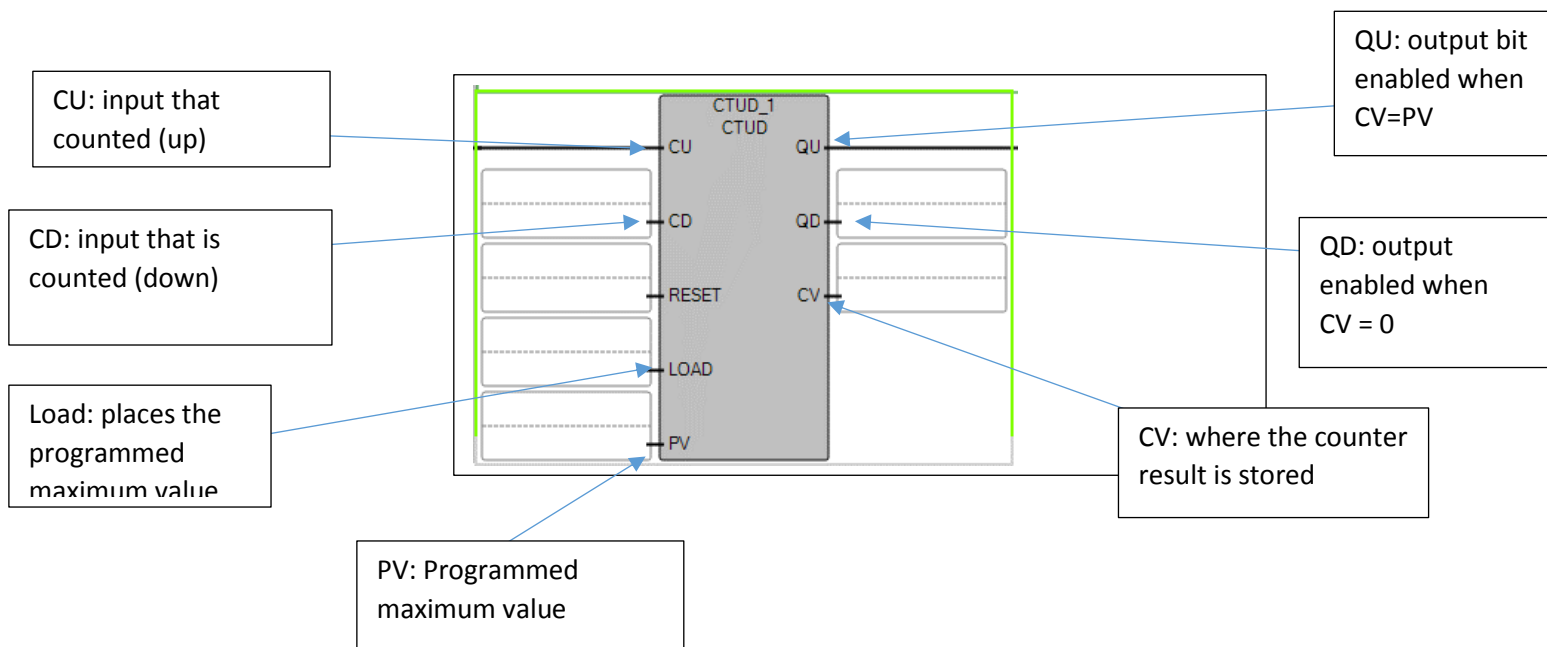 CU: input that
counted (up)
CD: input that is
counted (down)
Load: places the
programmed
maximum value
PV: Programmed
maximum value
CTUD_1
CTUD
CU
QU
CD
QD
RESET
CV
LOAD
PV
QU: output bit
enabled when
CV=PV
QD: output
enabled when
CV = 0
CV: where the counter
result is stored